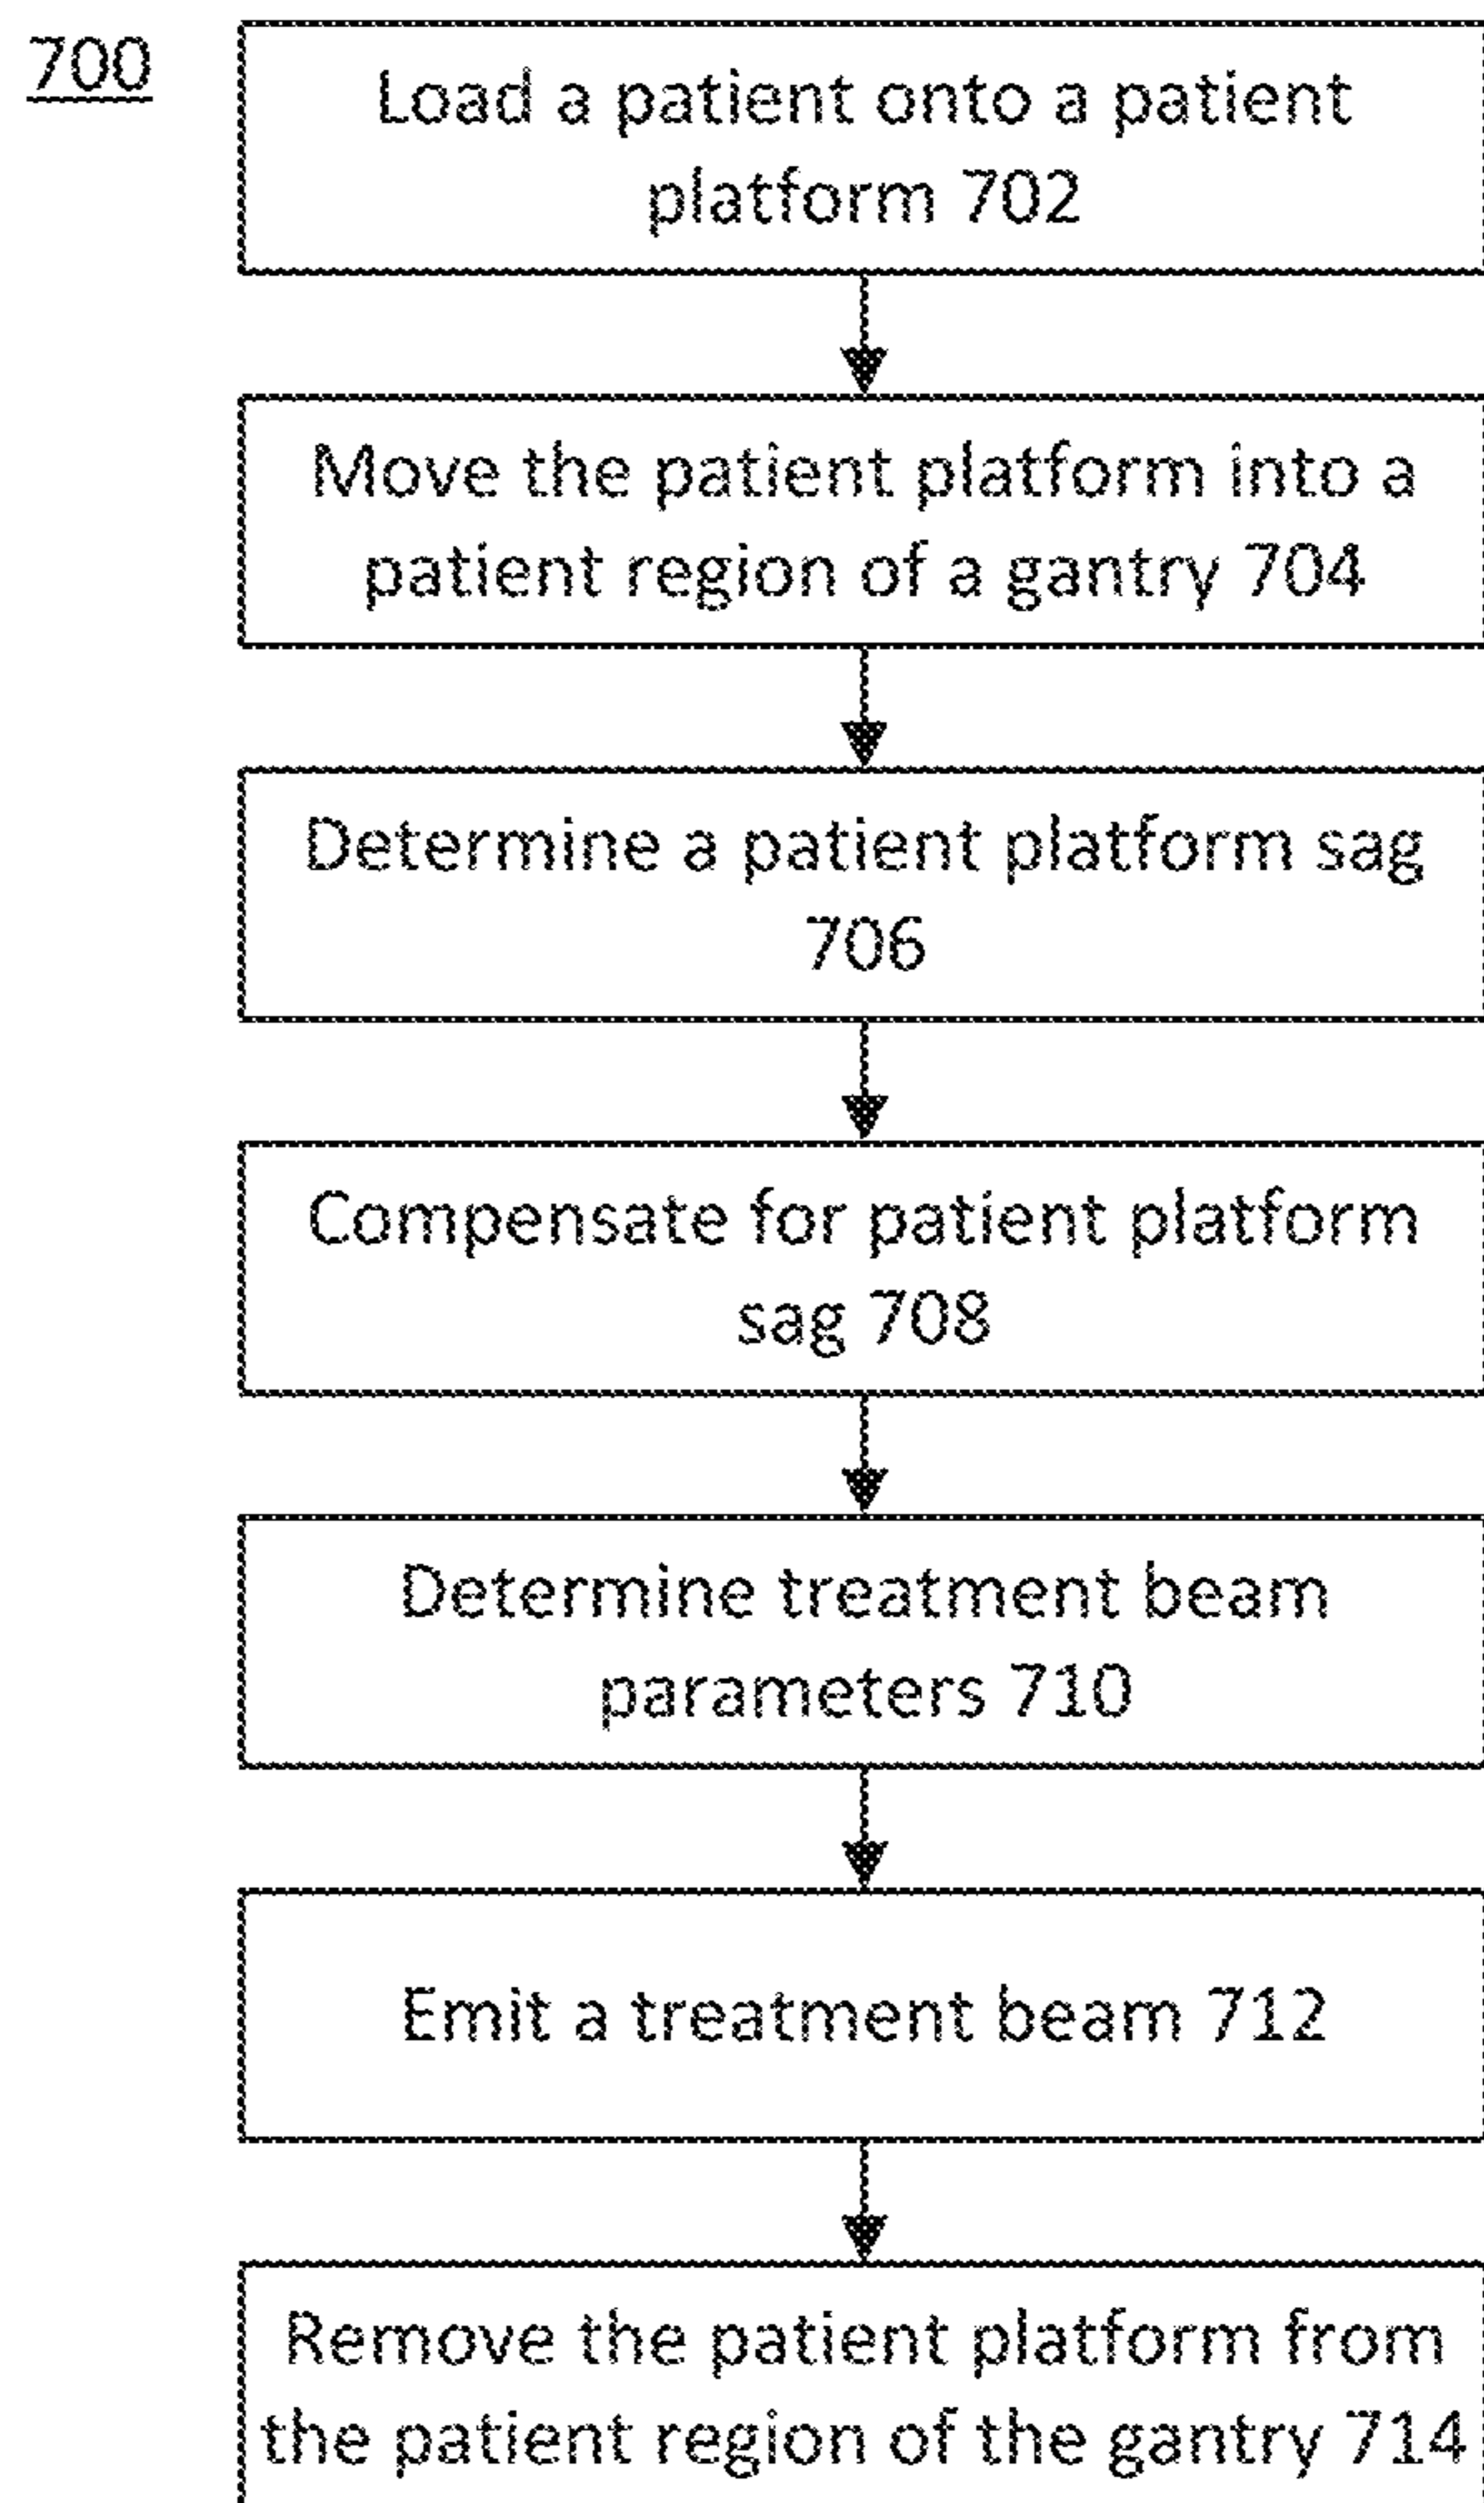 700
Load a patient onto a patient
platform 702
Move the patient platform into a
patient region of a gantry 704
Determine a patient platform sag
706
Compensate for patient platform
sag 708
Determine treatment beam
parameters 710
Emit a treatment beam 712
Remove the patient platform from
the patient region of the gantry 714